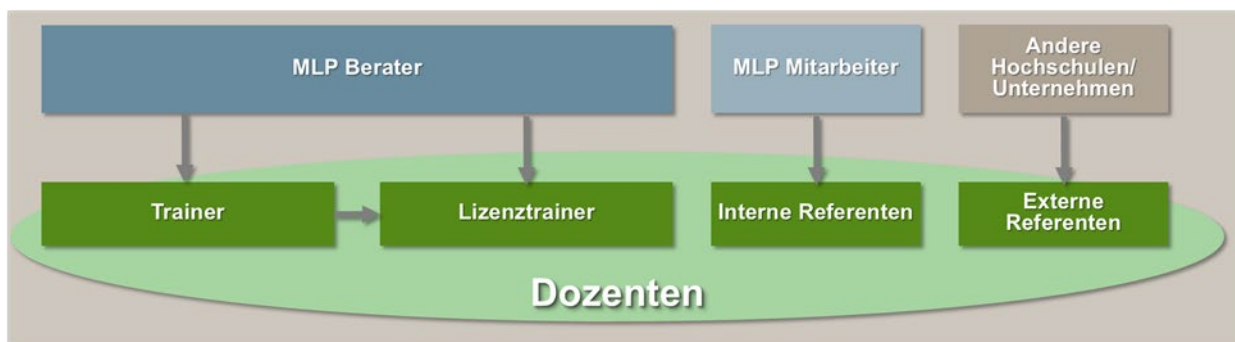 MLP Berater
MLP Mitarbeiter
Andere
Hochschulen/
Unternehmen
Trainer
Lizenztrainer
Interne Referenten
Externe
Referenten
Dozenten